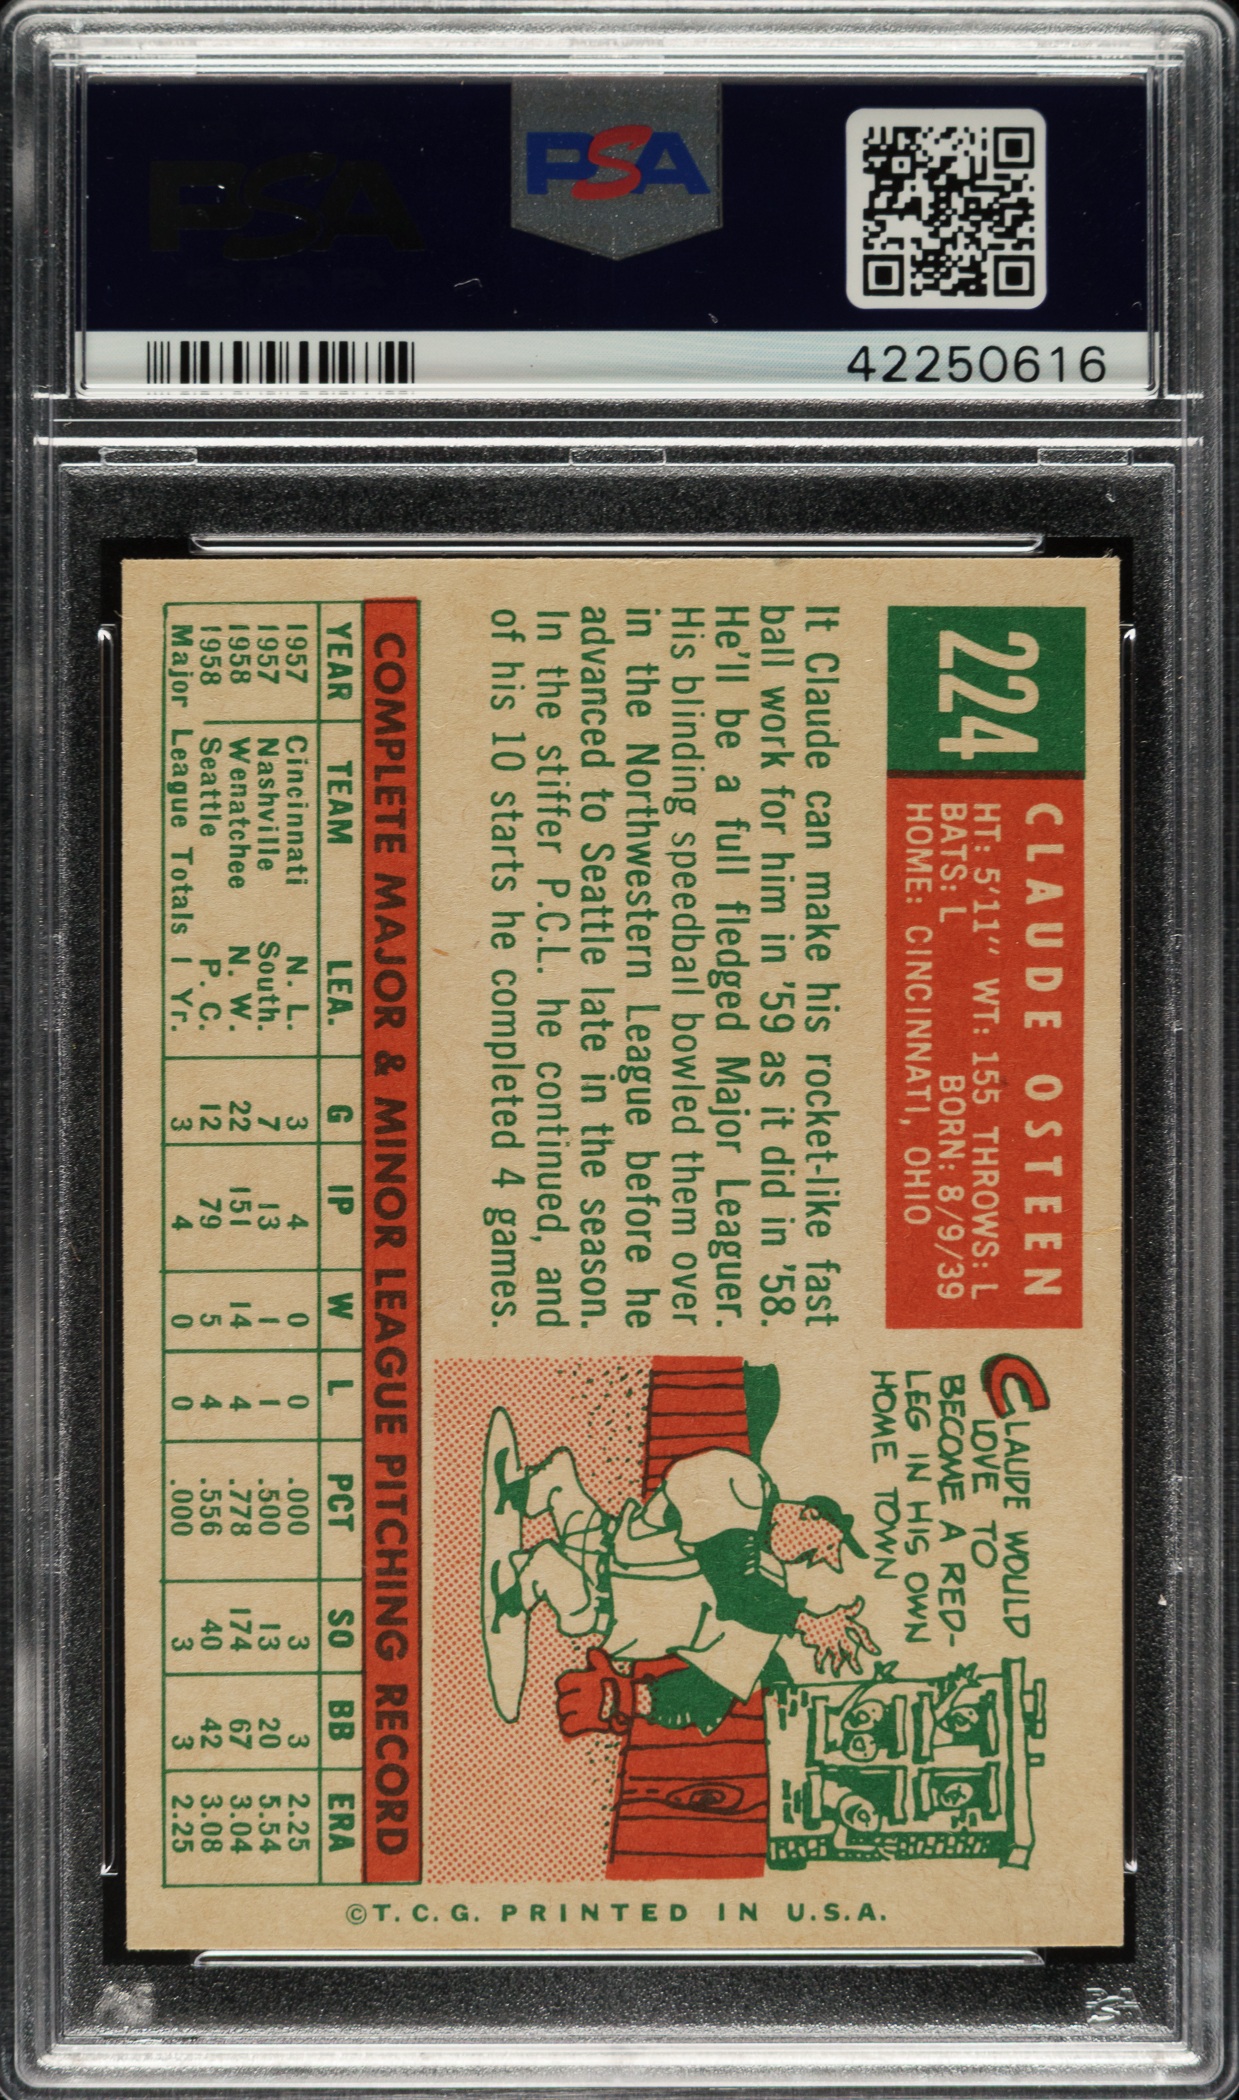 PSA
PSA
42250616
224
CLAUDE OSTEEN
HT: 5'11" WT: 155 THROWS: L
BATS: L BORN: 8/9/39
HOME: CINCINNATI, OHIO
It Claude can make his rocket-like fast
ball work for him in '59 as it did in '58.
He'll be a full fledged Major Leaguer.
His blinding speedball bowled them over
in the Northwestern League before he
advanced to Seattle late in the season.
In the stiffer P.C.L. he continued, and
of his 10 starts he completed 4 games.
CLAUDE WOULD
LOVE TO
BECOME A RED-
LEG IN HIS OWN
HOME TOWN
COMPLETE MAJOR & MINOR LEAGUE PITCHING RECORD
YEAR TEAM LEA. G IP W L PCT SO BB ERA
1957 Cincinnati N. L. 3 4 0 0 .000 3 3 2.25
1957 Nashville South. 7 13 1 1 .500 13 20 5.54
1958 Wenatchee N. W. 22 151 14 4 .778 174 67 3.04
1958 Seattle P. C. 12 79 5 4 .556 40 42 3.08
Major League Totals 1 Yr. 3 4 0 0 .000 3 3 2.25
©T. C. G. PRINTED IN U.S.A.
PSA